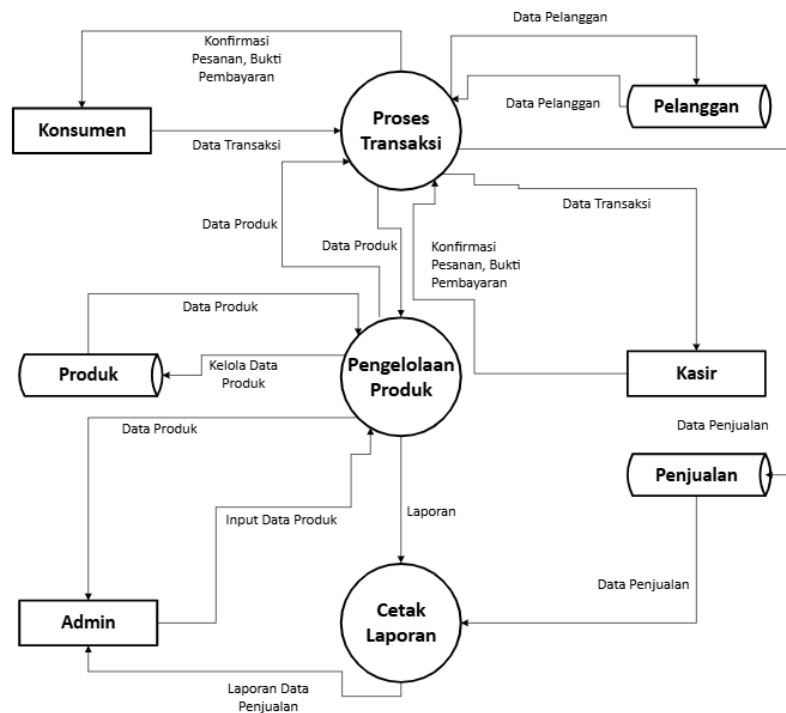 Data Pelanggan
Konfirmasi
Pesanan, Bukti
Pembayaran
Proses
Transaksi
Data Pelanggan
Pelanggan
Konsumen
Data Transaksi
Data Transaksi
Data Produk
Data Produk
Konfirmasi
Pesanan, Bukti
Pembayaran
Data Produk
Produk
Kelola Data
Produk
Pengelolaan
Produk
Kasir
Data Produk
Data Penjualan
Penjualan
Input Data Produk
Laporan
Data Penjualan
Admin
Cetak
Laporan
Laporan Data
Penjualan